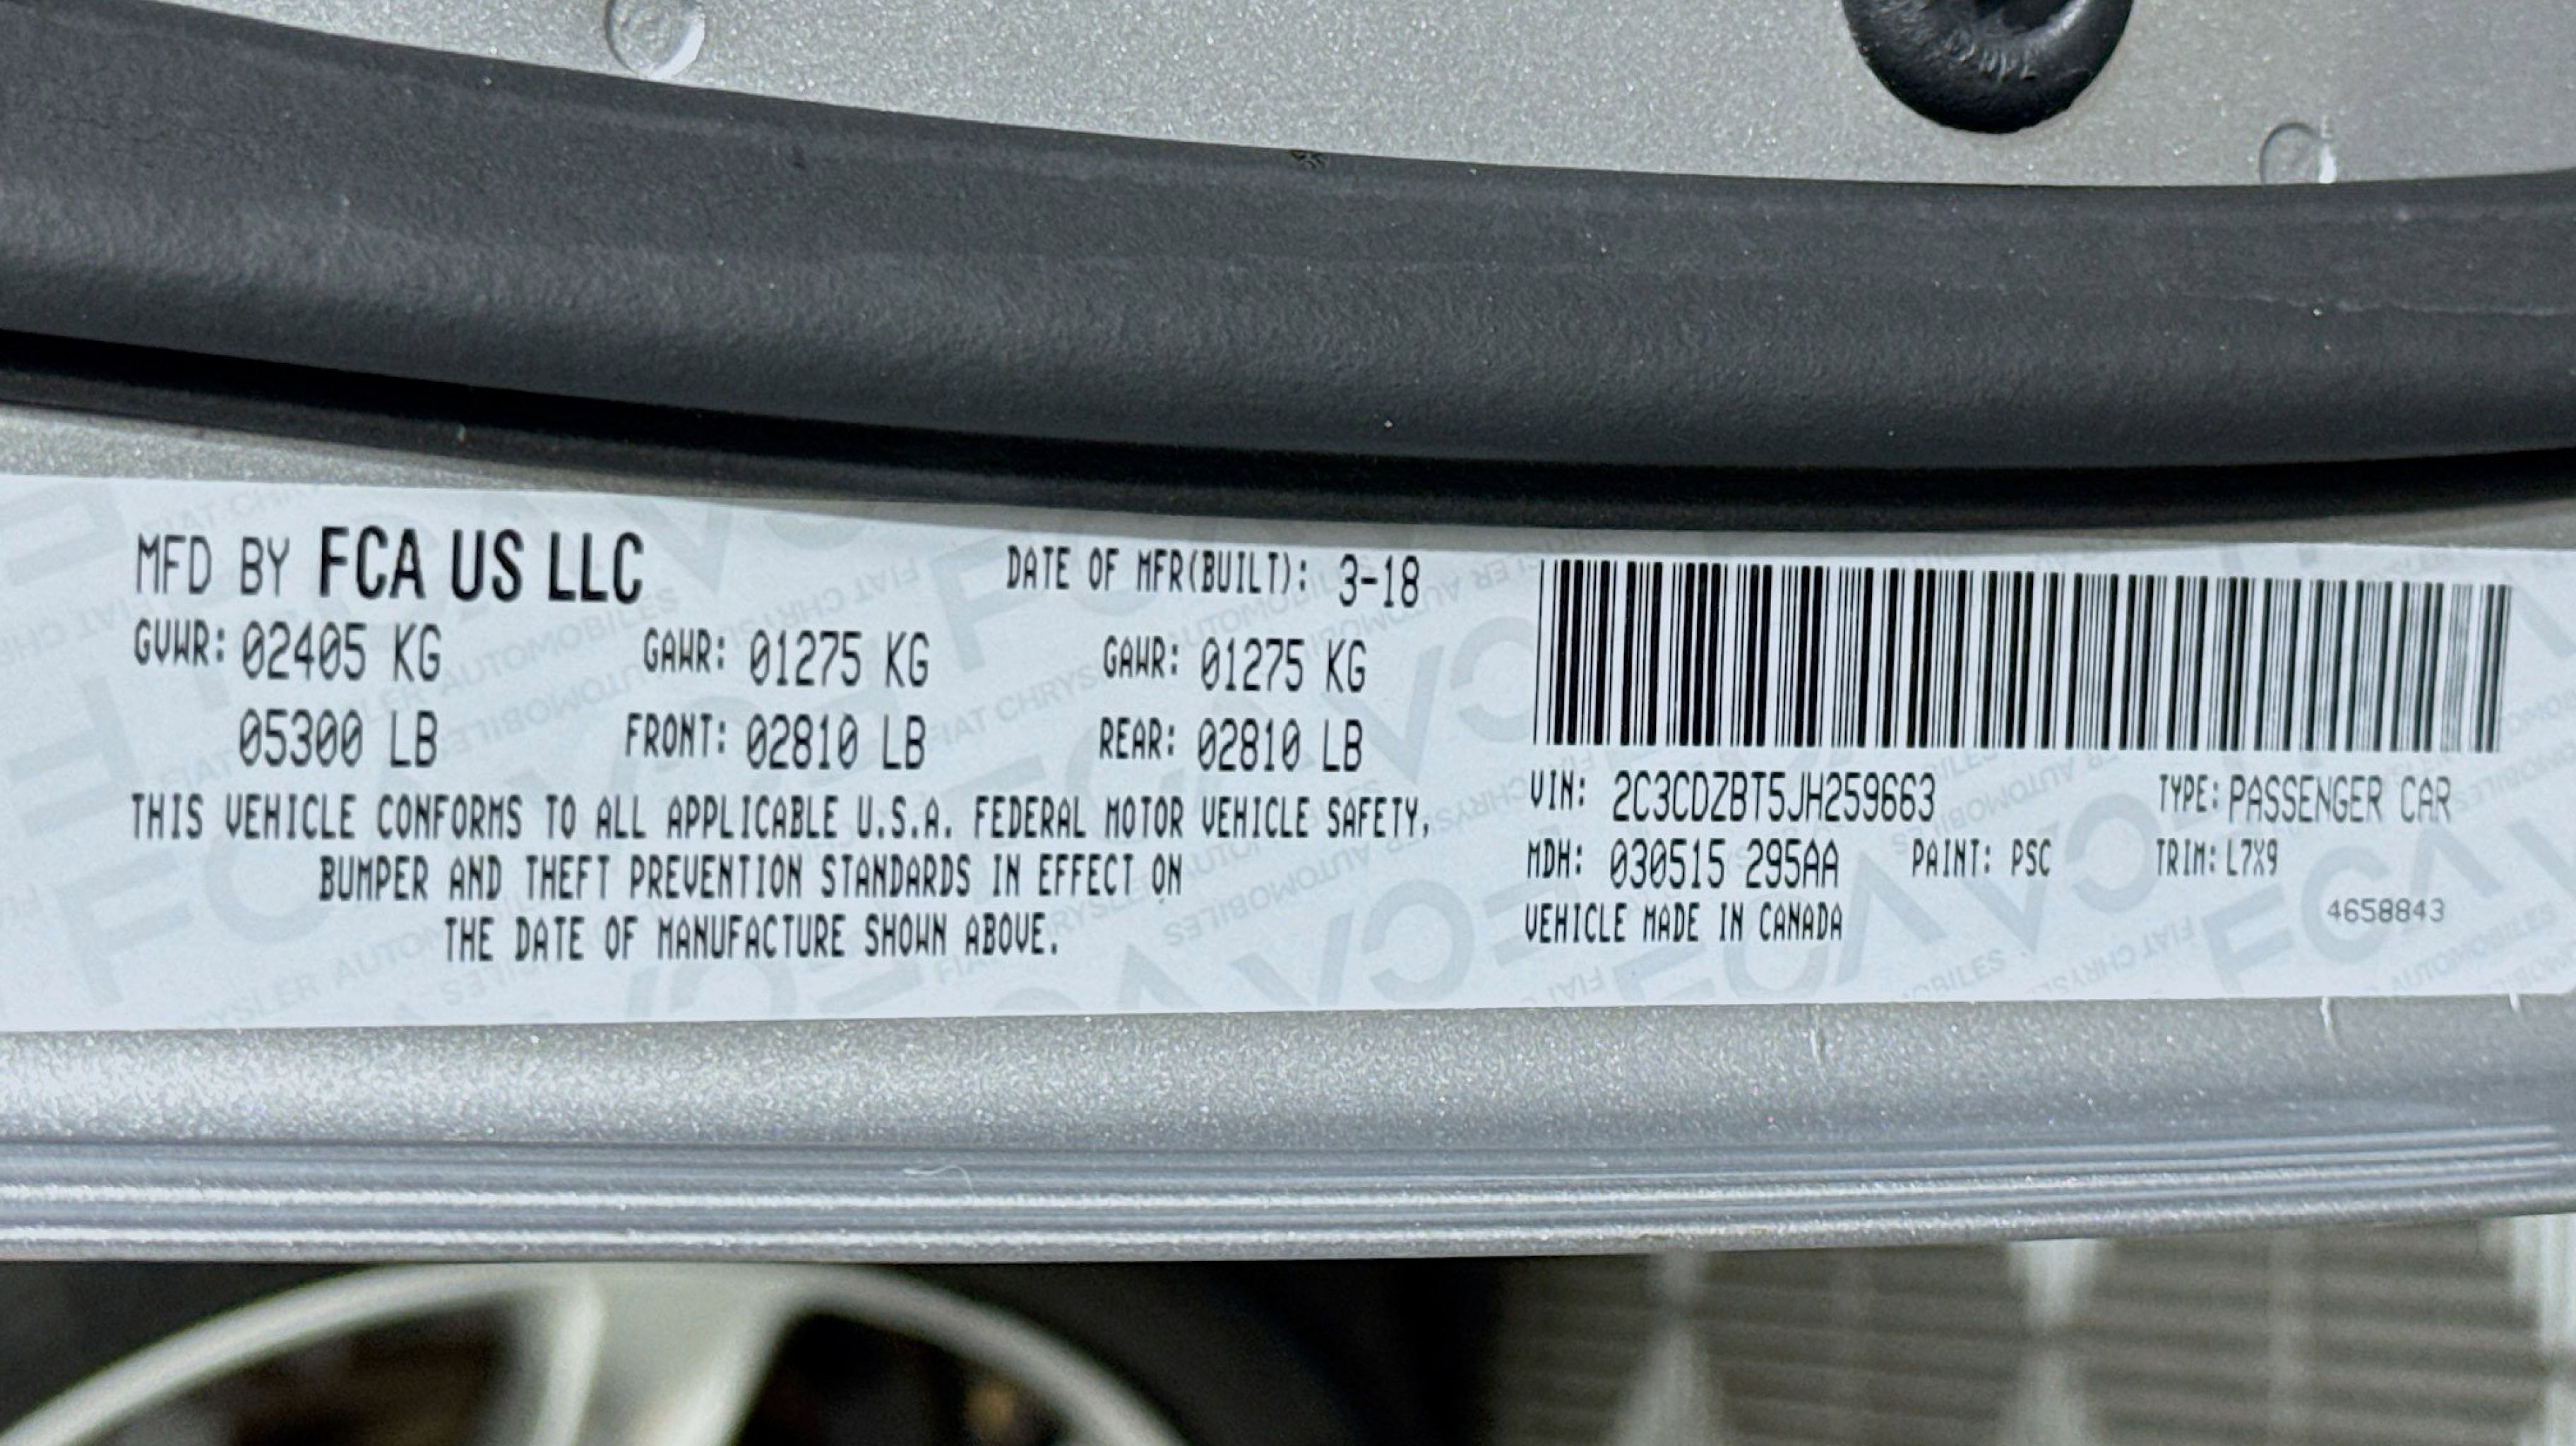 MFD BY FCA US LLC
DATE OF MFR(BUILT): 3-18
GVWR: 02405 KG
GAWR: 01275 KG
GAWR: 01275 KG
05300 LB
FRONT: 02810 LB
REAR: 02810 LB
THIS VEHICLE CONFORMS TO ALL APPLICABLE U.S.A. FEDERAL MOTOR VEHICLE SAFETY,
BUMPER AND THEFT PREVENTION STANDARDS IN EFFECT ON
THE DATE OF MANUFACTURE SHOWN ABOVE.
VIN: 2C3CDZBT5JH259663
TYPE: PASSENGER CAR
MDH: 030515 295AA
PAINT: PSC
TRIM: L7X9
VEHICLE MADE IN CANADA
4658843